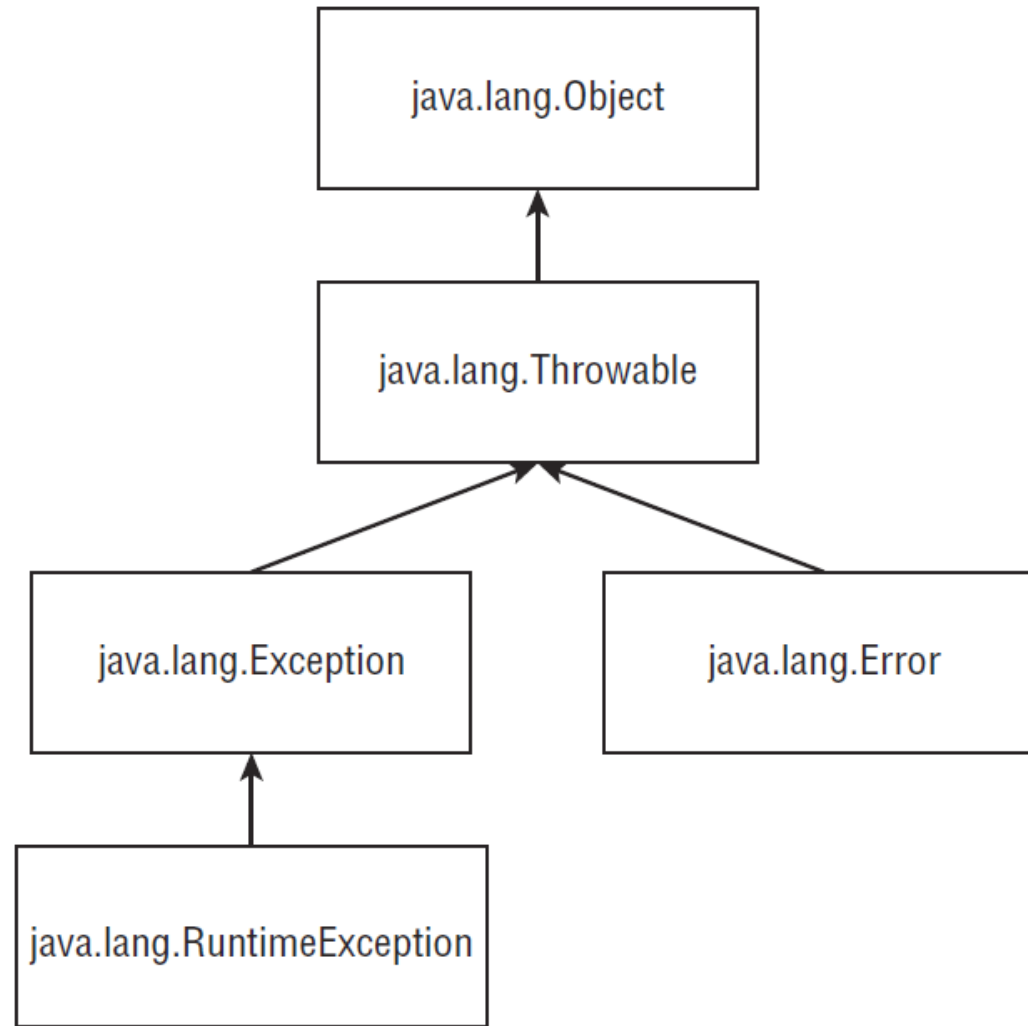 java.lang.Object
java.lang.Throwable
java.lang.Exception
java.lang.Error
java.lang.RuntimeException